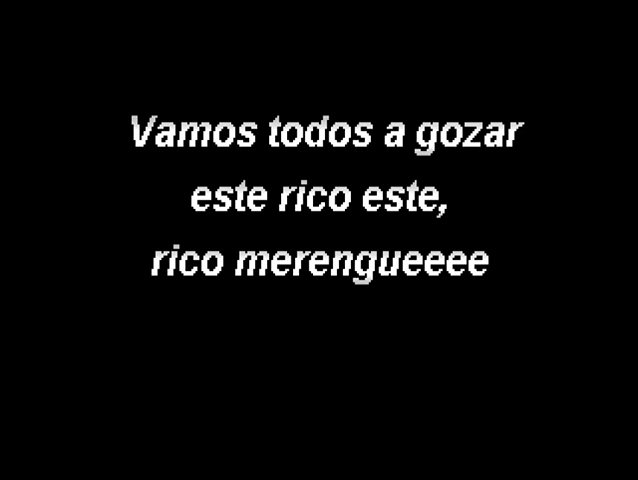 Vamos todos a gozar
este rico este,
rico merengueeee